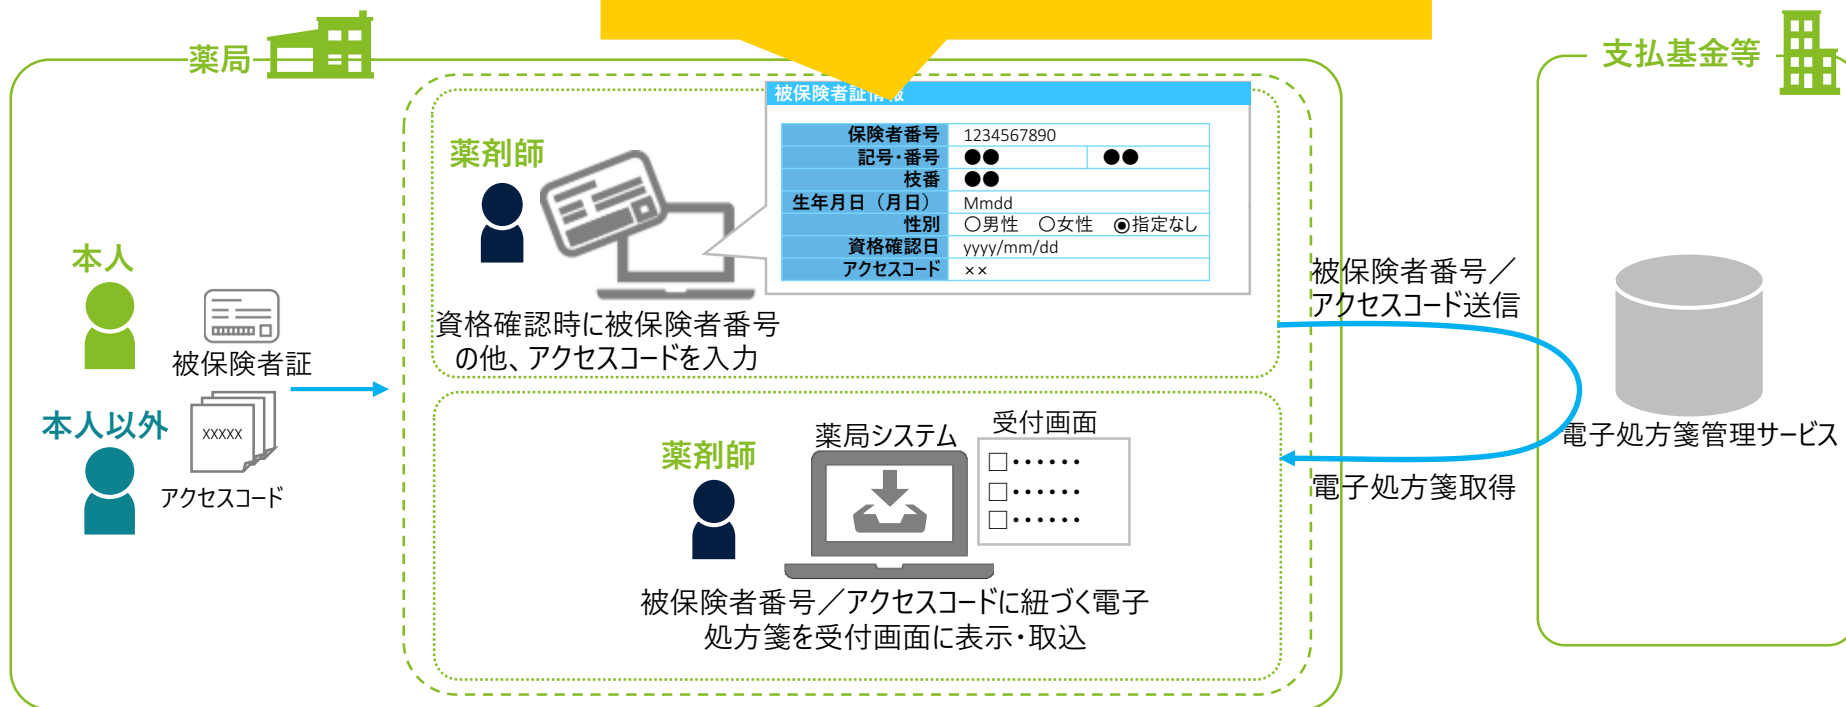 薬局
支払基金等
被保険者証情報
薬剤師
保険者番号 1234567890
記号・番号 ●● ●●
枝番 ●●
生年月日（月日） Mmdd
性別 ○男性 ○女性 ◉指定なし
資格確認日 yyyy/mm/dd
アクセスコード ××
本人
被保険者証
本人以外
XXXXX
アクセスコード
資格確認時に被保険者番号
の他、アクセスコードを入力
被保険者番号／
アクセスコード送信
電子処方箋管理サービス
電子処方箋取得
薬剤師
薬局システム
受付画面
□・・・・・・
□・・・・・・
□・・・・・・
被保険者番号／アクセスコードに紐づく電子
処方箋を受付画面に表示・取込